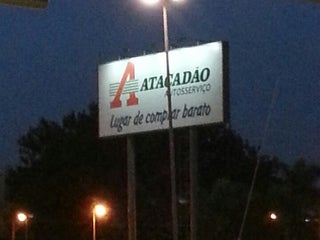 A ATACADÃO
AUTOSSERVIÇO
Lugar de comprar barato